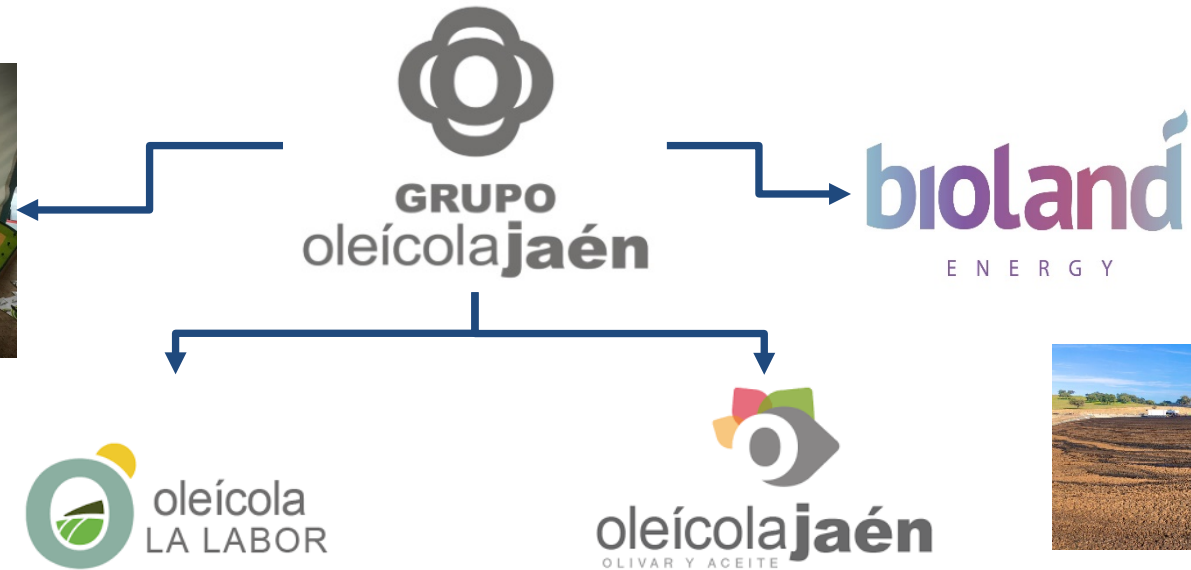 GRUPO
oleícolajaén
bioland
ENERGY
oleícola
LA LABOR
oleícolajaén
OLIVAR Y ACEITE